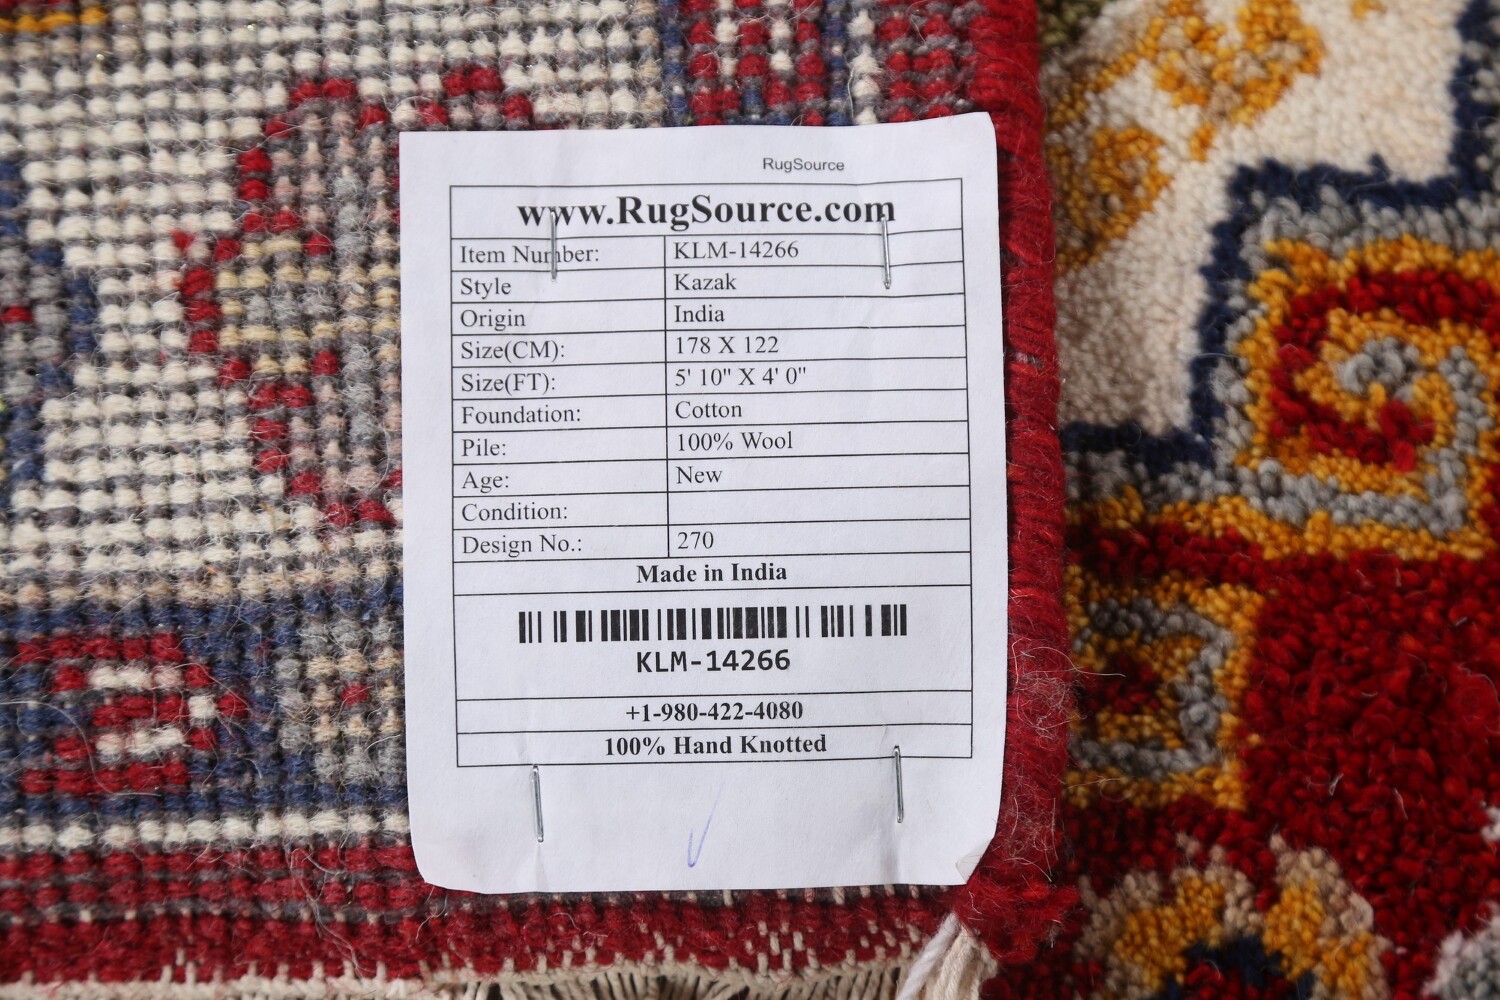 RugSource
www.RugSource.com
Item Number: KLM-14266
Style Kazak
Origin India
Size(CM): 178 X 122
Size(FT): 5' 10" X 4' 0"
Foundation: Cotton
Pile: 100% Wool
Age: New
Condition:
Design No.: 270
Made in India
KLM-14266
+1-980-422-4080
100% Hand Knotted